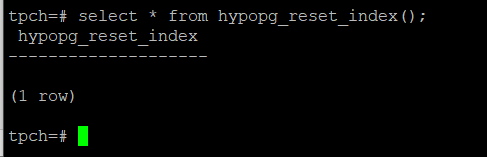 tpch=# select * from hypopg_reset_index();
 hypopg_reset_index
--------------------
(1 row)
tpch=#